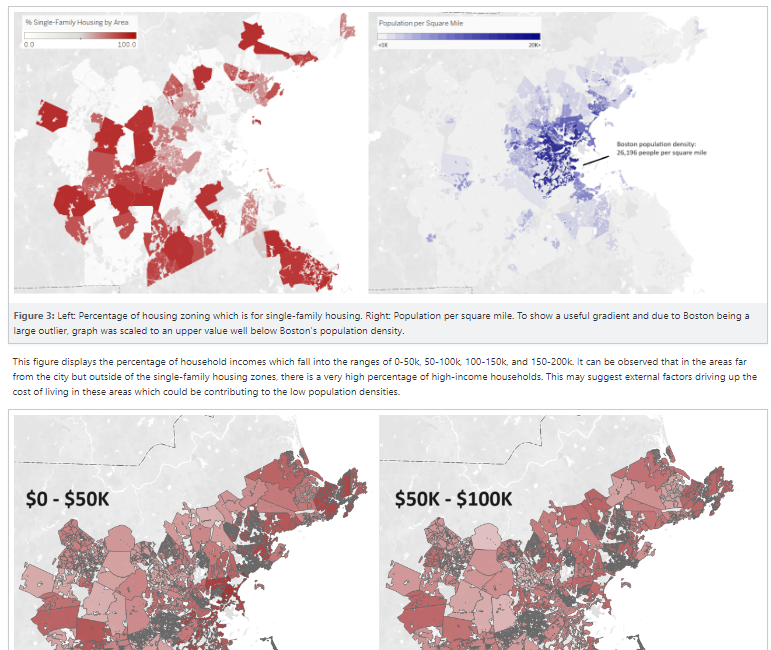 % Single-Family Housing by Area
0.0 100.0
Population per Square Mile
<1K 20K+
Boston population density:
26,196 people per square mile
Figure 3: Left: Percentage of housing zoning which is for single-family housing. Right: Population per square mile. To show a useful gradient and due to Boston being a
large outlier, graph was scaled to an upper value well below Boston's population density.
This figure displays the percentage of household incomes which fall into the ranges of 0-50k, 50-100k, 100-150k, and 150-200k. It can be observed that in the areas far
from the city but outside of the single-family housing zones, there is a very high percentage of high-income households. This may suggest external factors driving up the
cost of living in these areas which could be contributing to the low population densities.
$0 - $50K
$50K - $100K